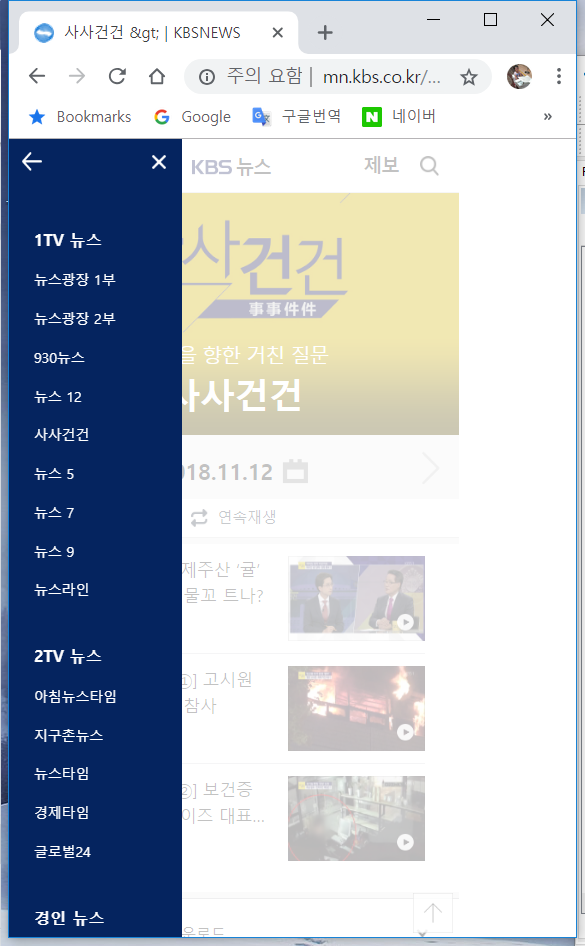 사사건건 &gt; | KBSNEWS
주의 요함 | mn.kbs.co.kr/...
Bookmarks Google 구글번역 네이버 »
KBS 뉴스 제보
1TV 뉴스
뉴스광장 1부
뉴스광장 2부
930뉴스
뉴스 12
사사건건
뉴스 5
뉴스 7
뉴스 9
뉴스라인
2TV 뉴스
아침뉴스타임
지구촌뉴스
뉴스타임
경제타임
글로벌24
경인 뉴스
사건건
事事件件
을 향한 거친 질문
사사건건
018.11.12
연속재생
제주산 ‘귤’
물꼬 트나?
①] 고시원
참사
②] 보건증
이즈 대표...
운로드